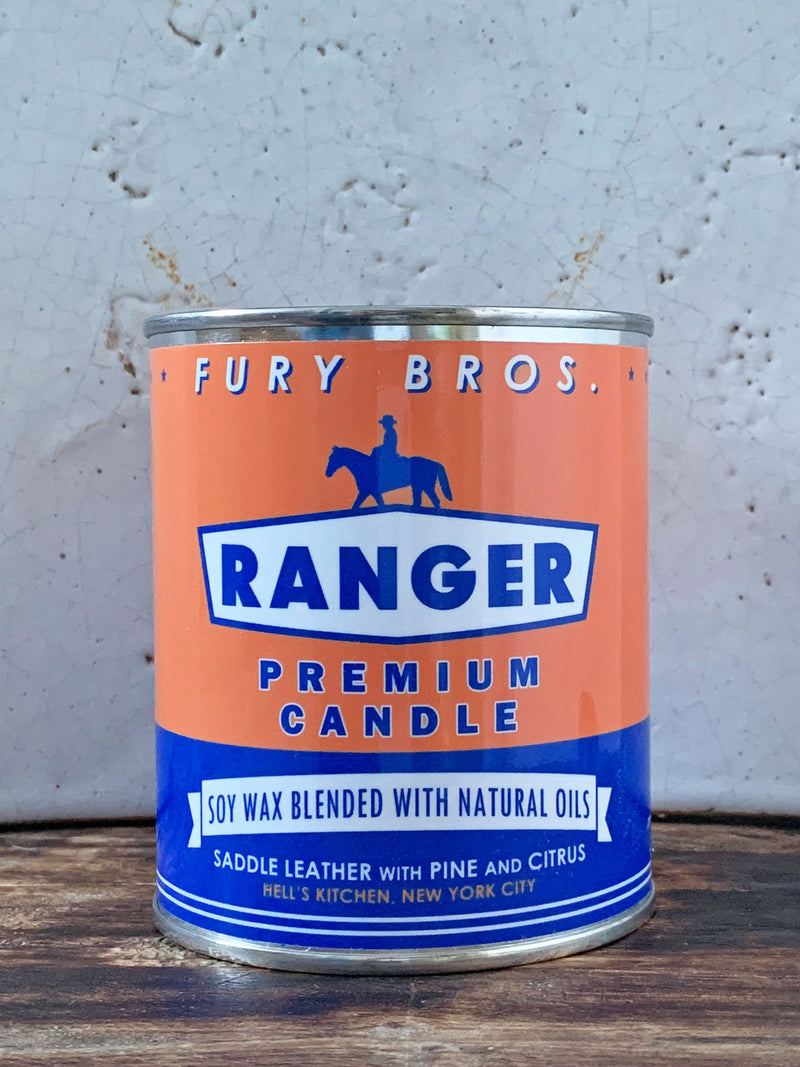 FURY BROS.
RANGER
PREMIUM
CANDLE
SOY WAX BLENDED WITH NATURAL OILS
SADDLE LEATHER WITH PINE AND CITRUS
HELL'S KITCHEN, NEW YORK CITY